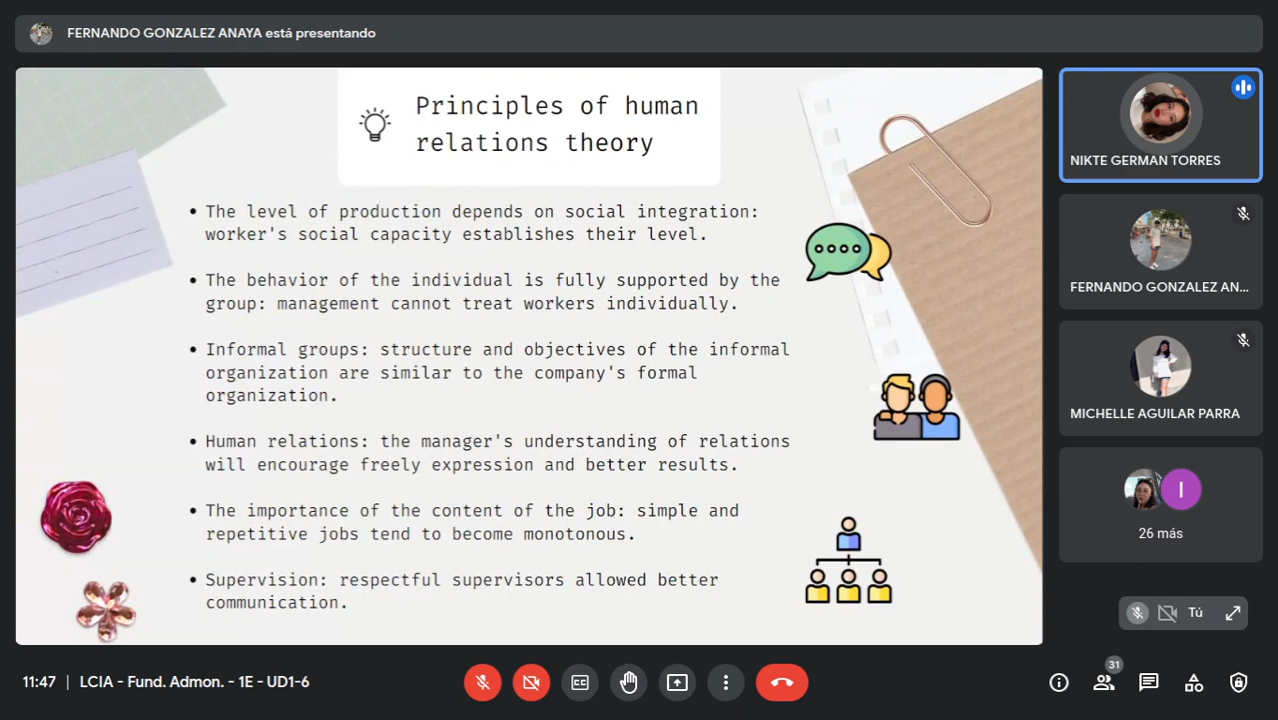 FERNANDO GONZALEZ ANAYA está presentando
Principles of human
relations theory
• The level of production depends on social integration:
worker's social capacity establishes their level.
• The behavior of the individual is fully supported by the
group: management cannot treat workers individually.
• Informal groups: structure and objectives of the informal
organization are similar to the company's formal
organization.
• Human relations: the manager's understanding of relations
will encourage freely expression and better results.
• The importance of the content of the job: simple and
repetitive jobs tend to become monotonous.
• Supervision: respectful supervisors allowed better
communication.
NIKTE GERMAN TORRES
FERNANDO GONZALEZ AN...
MICHELLE AGUILAR PARRA
I
26 más
Tú
11:47 | LCIA - Fund. Admon. - 1E - UD1-6
CC
31